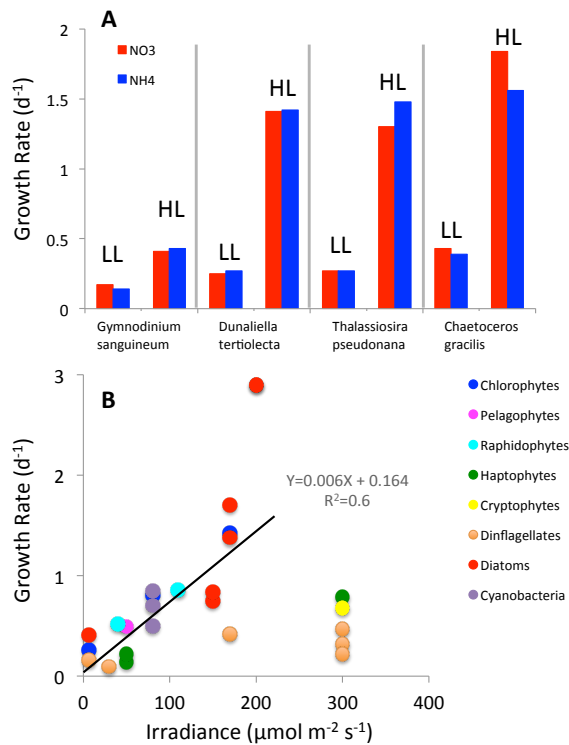 A
2
NO3
NH4
HL
HL
HL
HL
1.5
1
0.5
0
LL
LL
LL
LL
Growth Rate (d-1)
Gymnodinium
sanguineum
Dunaliella
tertiolecta
Thalassiosira
pseudonana
Chaetoceros
gracilis
B
3
2
1
0
Growth Rate (d-1)
Y=0.006X + 0.164
R2=0.6
0
100
200
300
400
Irradiance (μmol m-2 s-1)
Chlorophytes
Pelagophytes
Raphidophytes
Haptophytes
Cryptophytes
Dinflagellates
Diatoms
Cyanobacteria